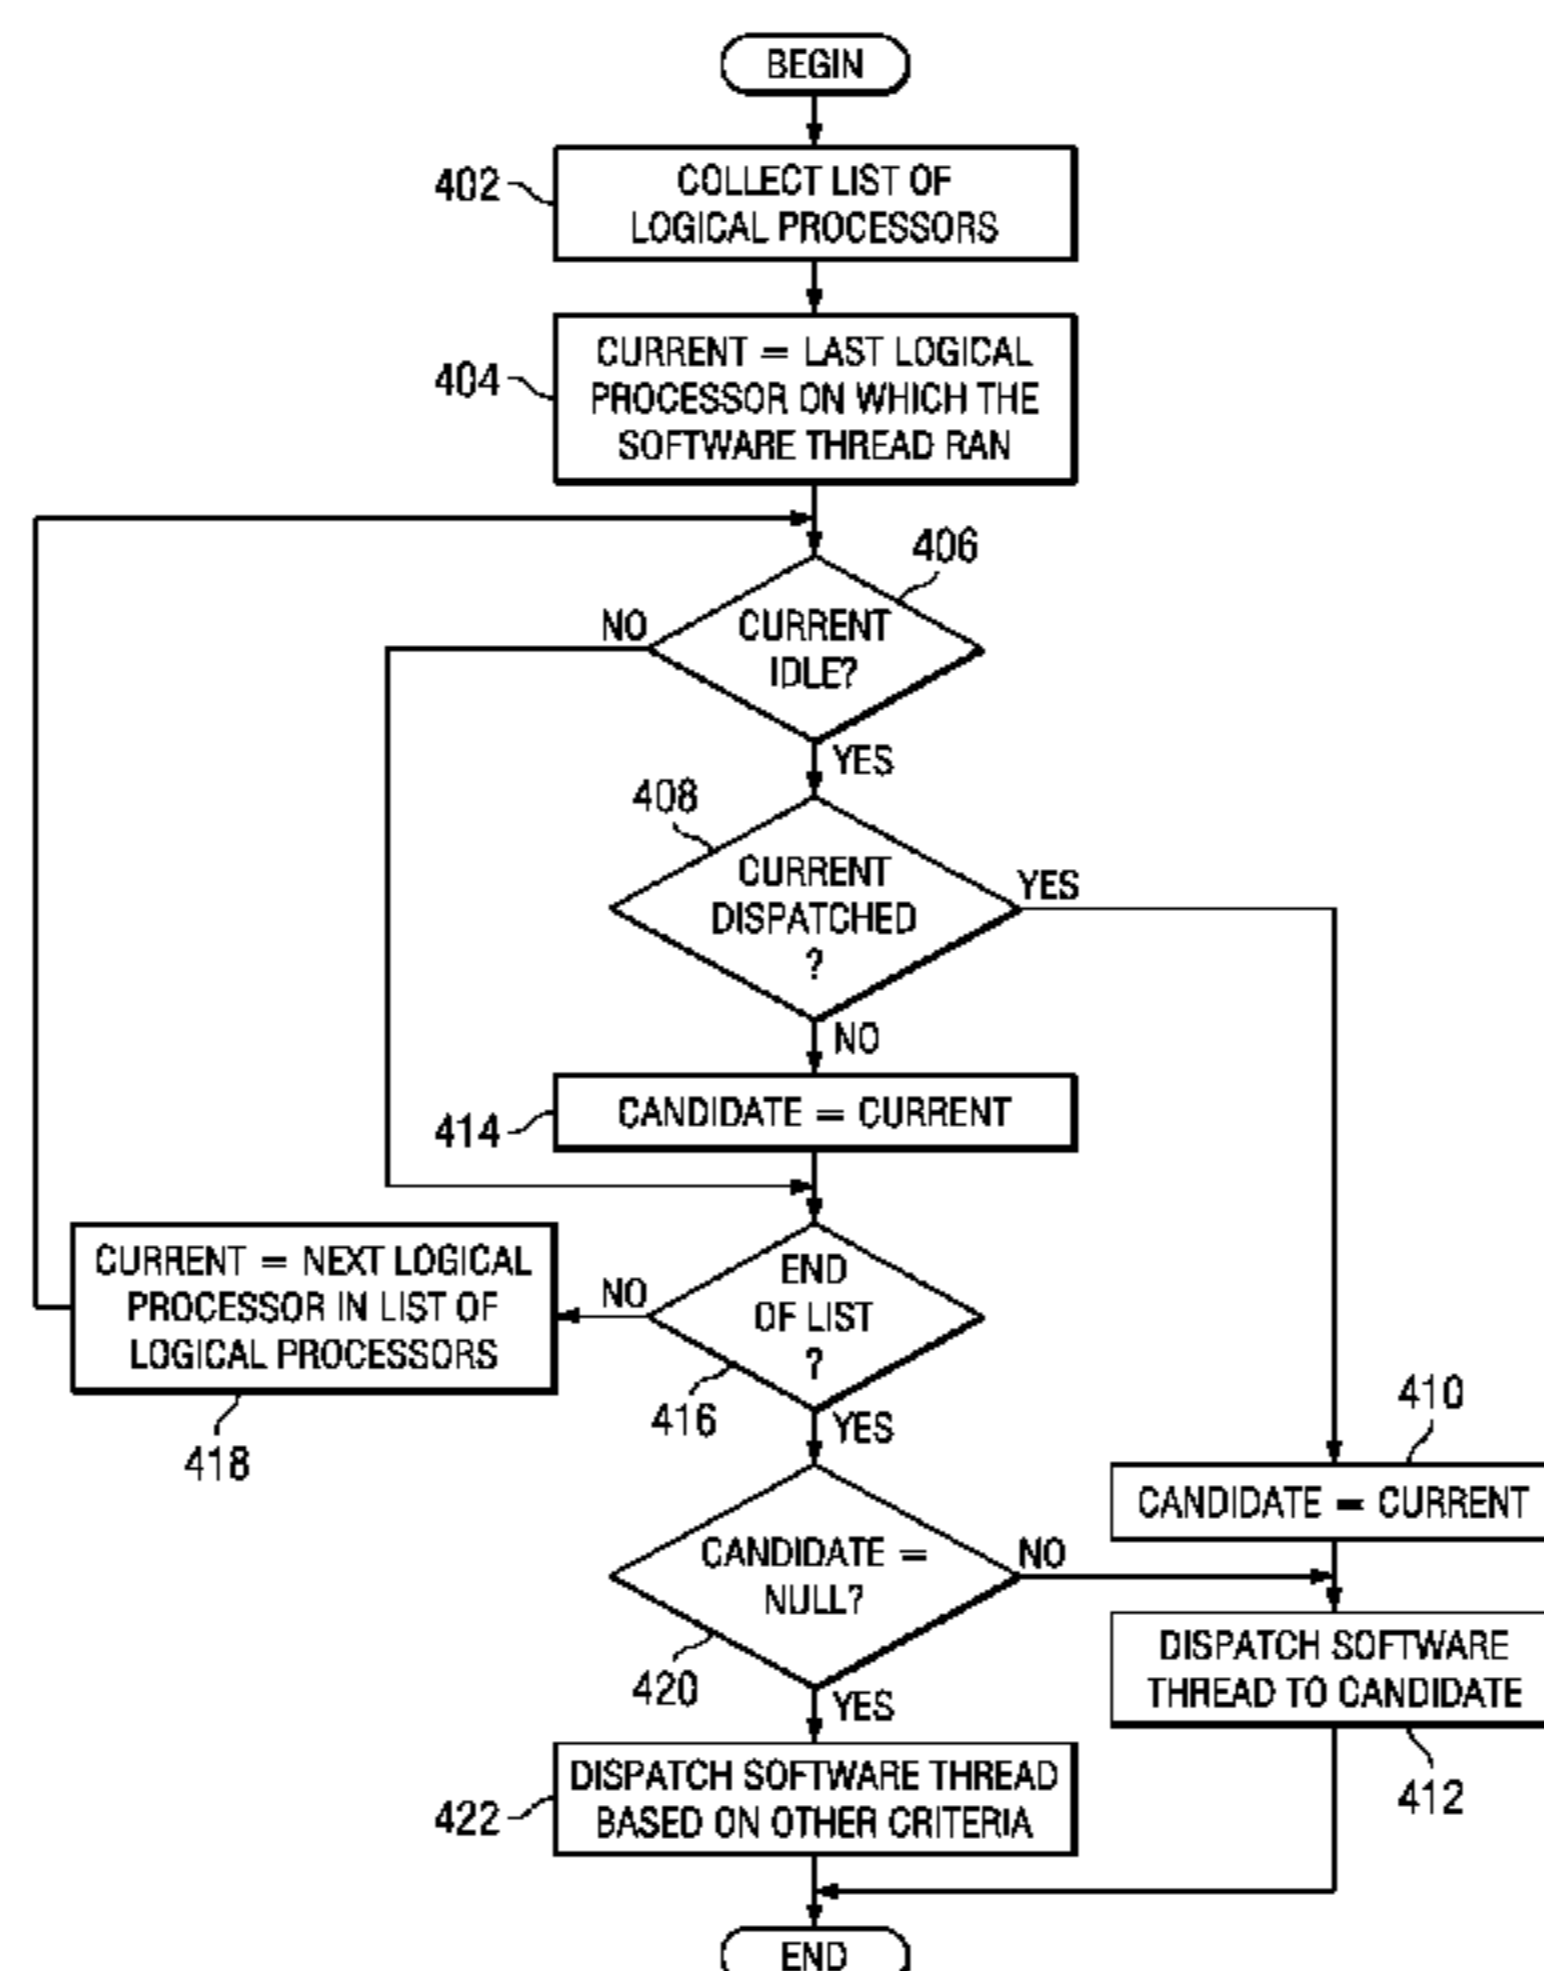 BEGIN
402
COLLECT LIST OF
LOGICAL PROCESSORS
404
CURRENT = LAST LOGICAL
PROCESSOR ON WHICH THE
SOFTWARE THREAD RAN
406
NO
CURRENT
IDLE?
YES
408
CURRENT
DISPATCHED
?
YES
NO
414
CANDIDATE = CURRENT
CURRENT = NEXT LOGICAL
PROCESSOR IN LIST OF
LOGICAL PROCESSORS
418
NO
END
OF LIST
?
416
YES
410
CANDIDATE = CURRENT
CANDIDATE =
NULL?
NO
420
YES
DISPATCH SOFTWARE
THREAD TO CANDIDATE
412
422
DISPATCH SOFTWARE THREAD
BASED ON OTHER CRITERIA
END